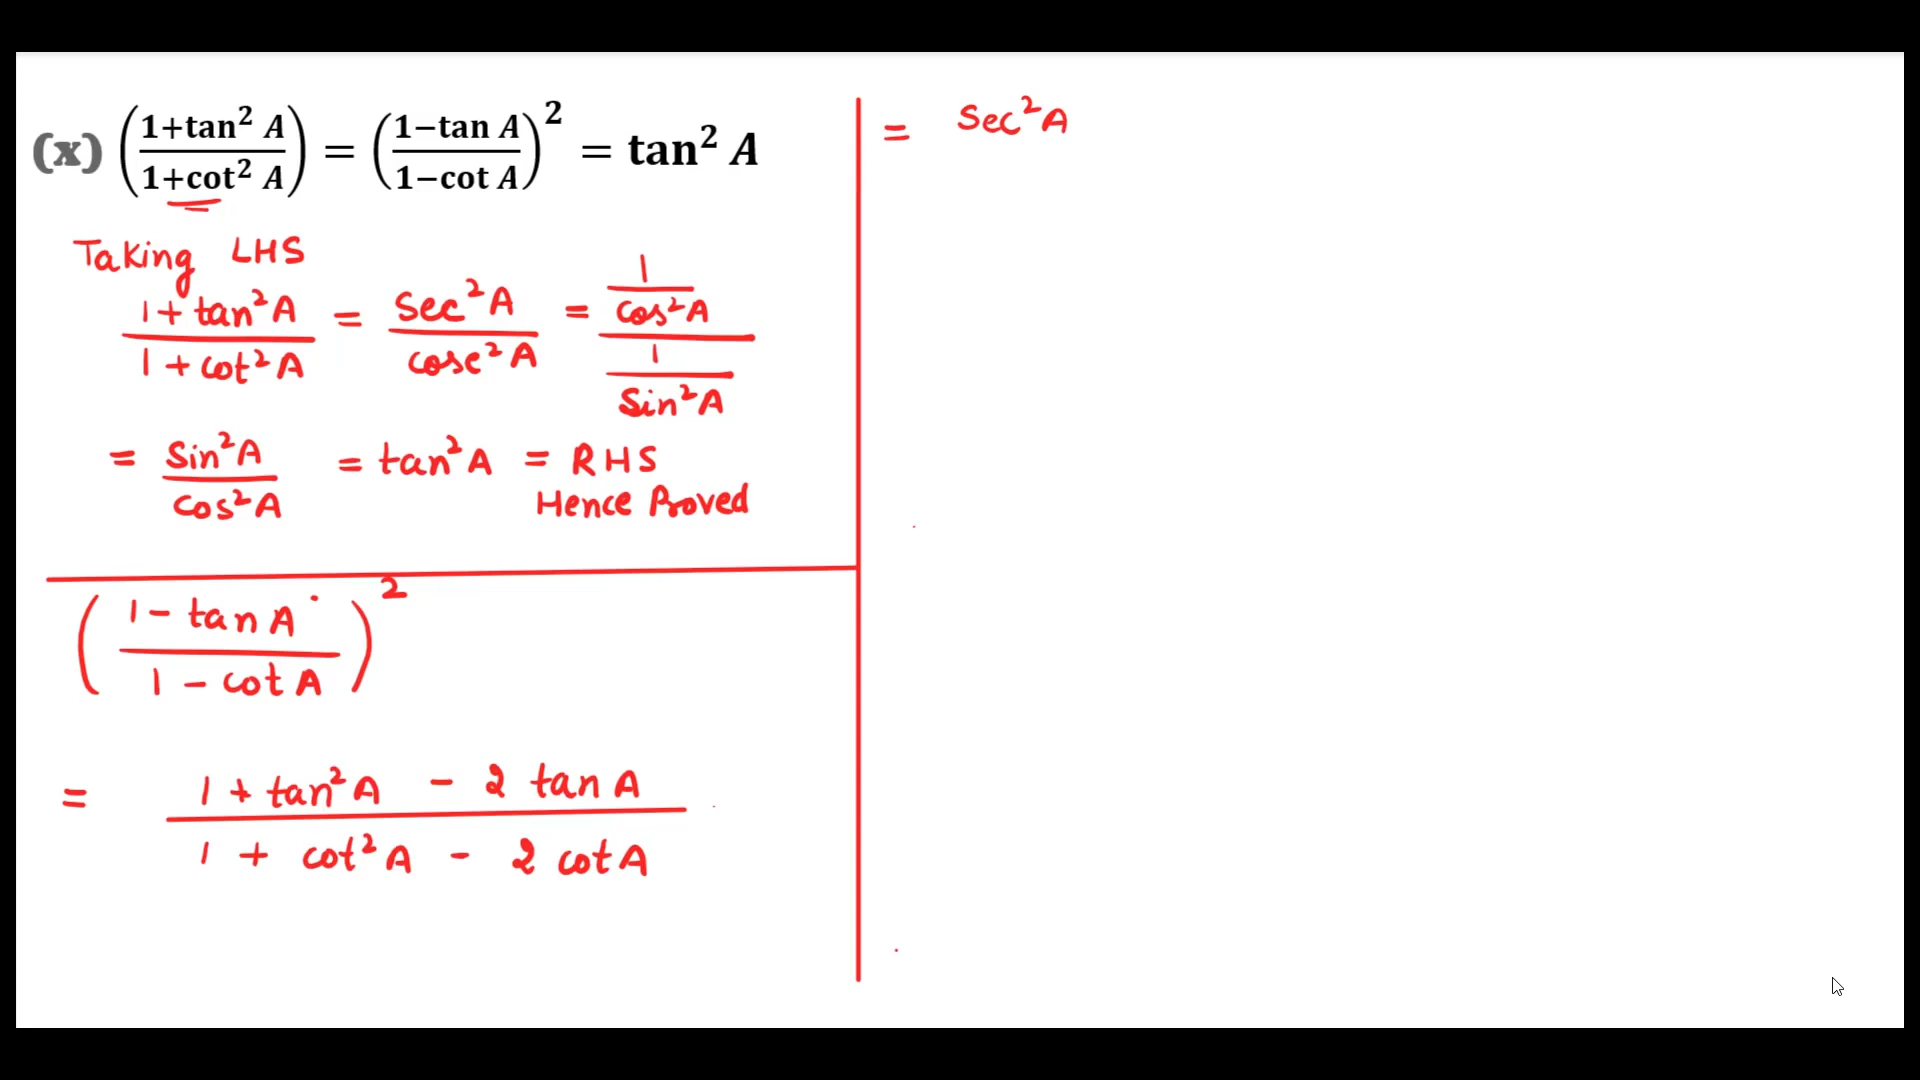 (x) (1+tan² A / 1+cot² A) = (1−tan A / 1−cot A)² = tan² A
Taking LHS
1 + tan²A / 1 + cot²A = Sec²A / cose²A = 1/cos²A / 1/Sin²A
= Sin²A / Cos²A = tan²A = RHS
Hence Proved
(1 - tan A / 1 - cot A)²
= 1 + tan²A - 2 tan A / 1 + cot²A - 2 cot A
= Sec²A